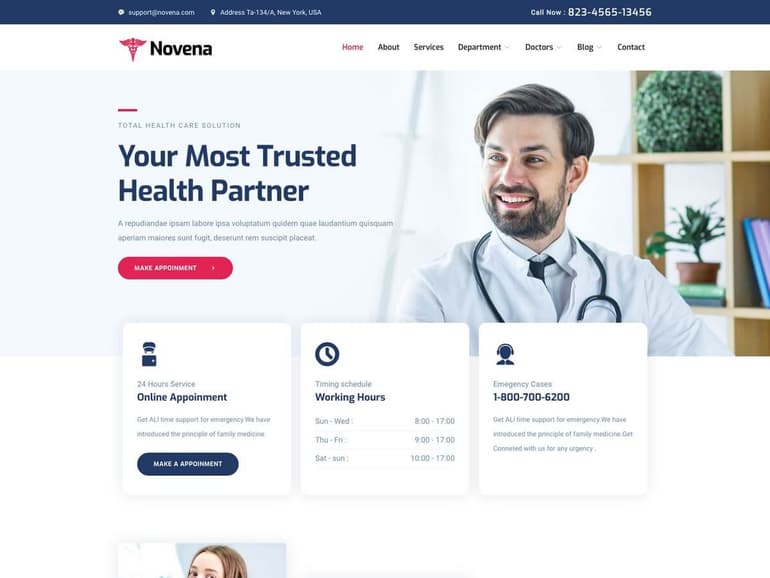 support@novena.com Address Ta-134/A, New York, USA Call Now : 823-4565-13456
Novena
Home About Services Department Doctors Blog Contact
TOTAL HEALTH CARE SOLUTION
Your Most Trusted
Health Partner
A repudiandae ipsam labore ipsa voluptatum quidem quae laudantium quisquam
aperiam maiores sunt fugit, deserunt rem suscipit placeat.
MAKE APPOINMENT
24 Hours Service
Online Appoinment
Get ALl time support for emergency.We have
introduced the principle of family medicine.
MAKE A APPOINMENT
Timing schedule
Working Hours
Sun - Wed : 8:00 - 17:00
Thu - Fri : 9:00 - 17:00
Sat - sun : 10:00 - 17:00
Emegency Cases
1-800-700-6200
Get ALl time support for emergency.We have
introduced the principle of family medicine.Get
Conneted with us for any urgency .